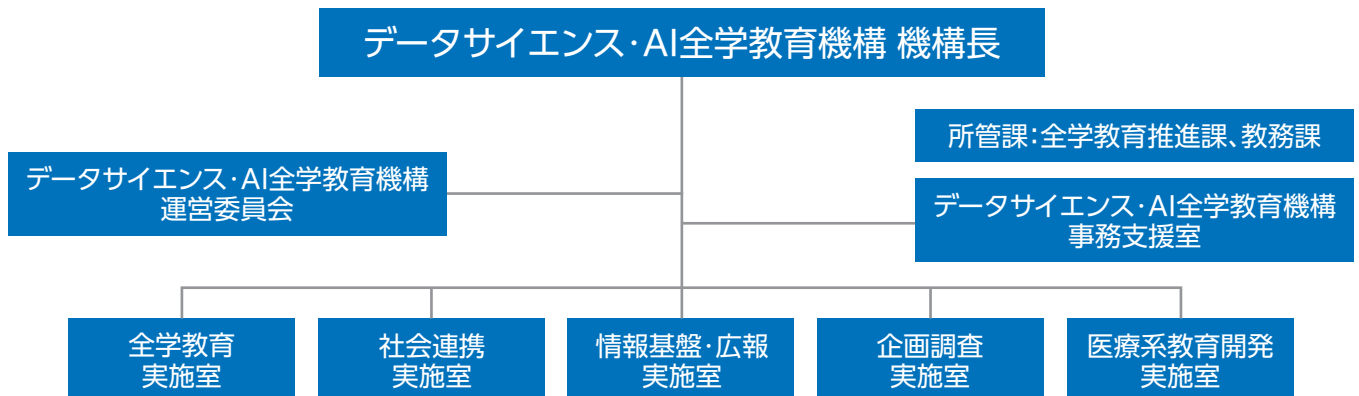 データサイエンス・AI全学教育機構 機構長
所管課:全学教育推進課、教務課
データサイエンス・AI全学教育機構
運営委員会
データサイエンス・AI全学教育機構
事務支援室
全学教育
実施室
社会連携
実施室
情報基盤・広報
実施室
企画調査
実施室
医療系教育開発
実施室